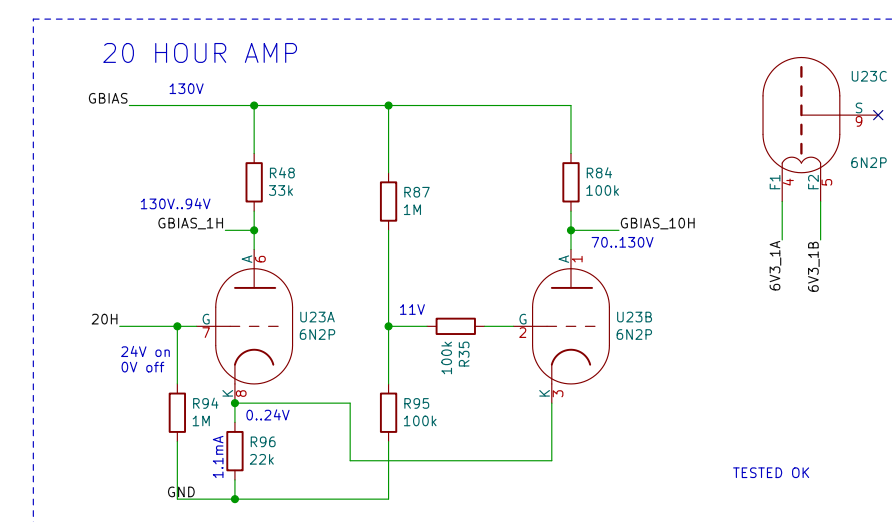 20 HOUR AMP
130V
GBIAS
U23C
S
9
6N2P
F1
4
F2
5
6V3_1A
6V3_1B
R48
33k
R87
1M
R84
100k
130V..94V
GBIAS_1H
GBIAS_10H
70..130V
A
6
A
1
20H
G
7
U23A
6N2P
11V
100k
R35
G
2
U23B
6N2P
24V on
0V off
K
8
K
3
R94
1M
0..24V
R95
100k
1.1mA
R96
22k
GND
TESTED OK